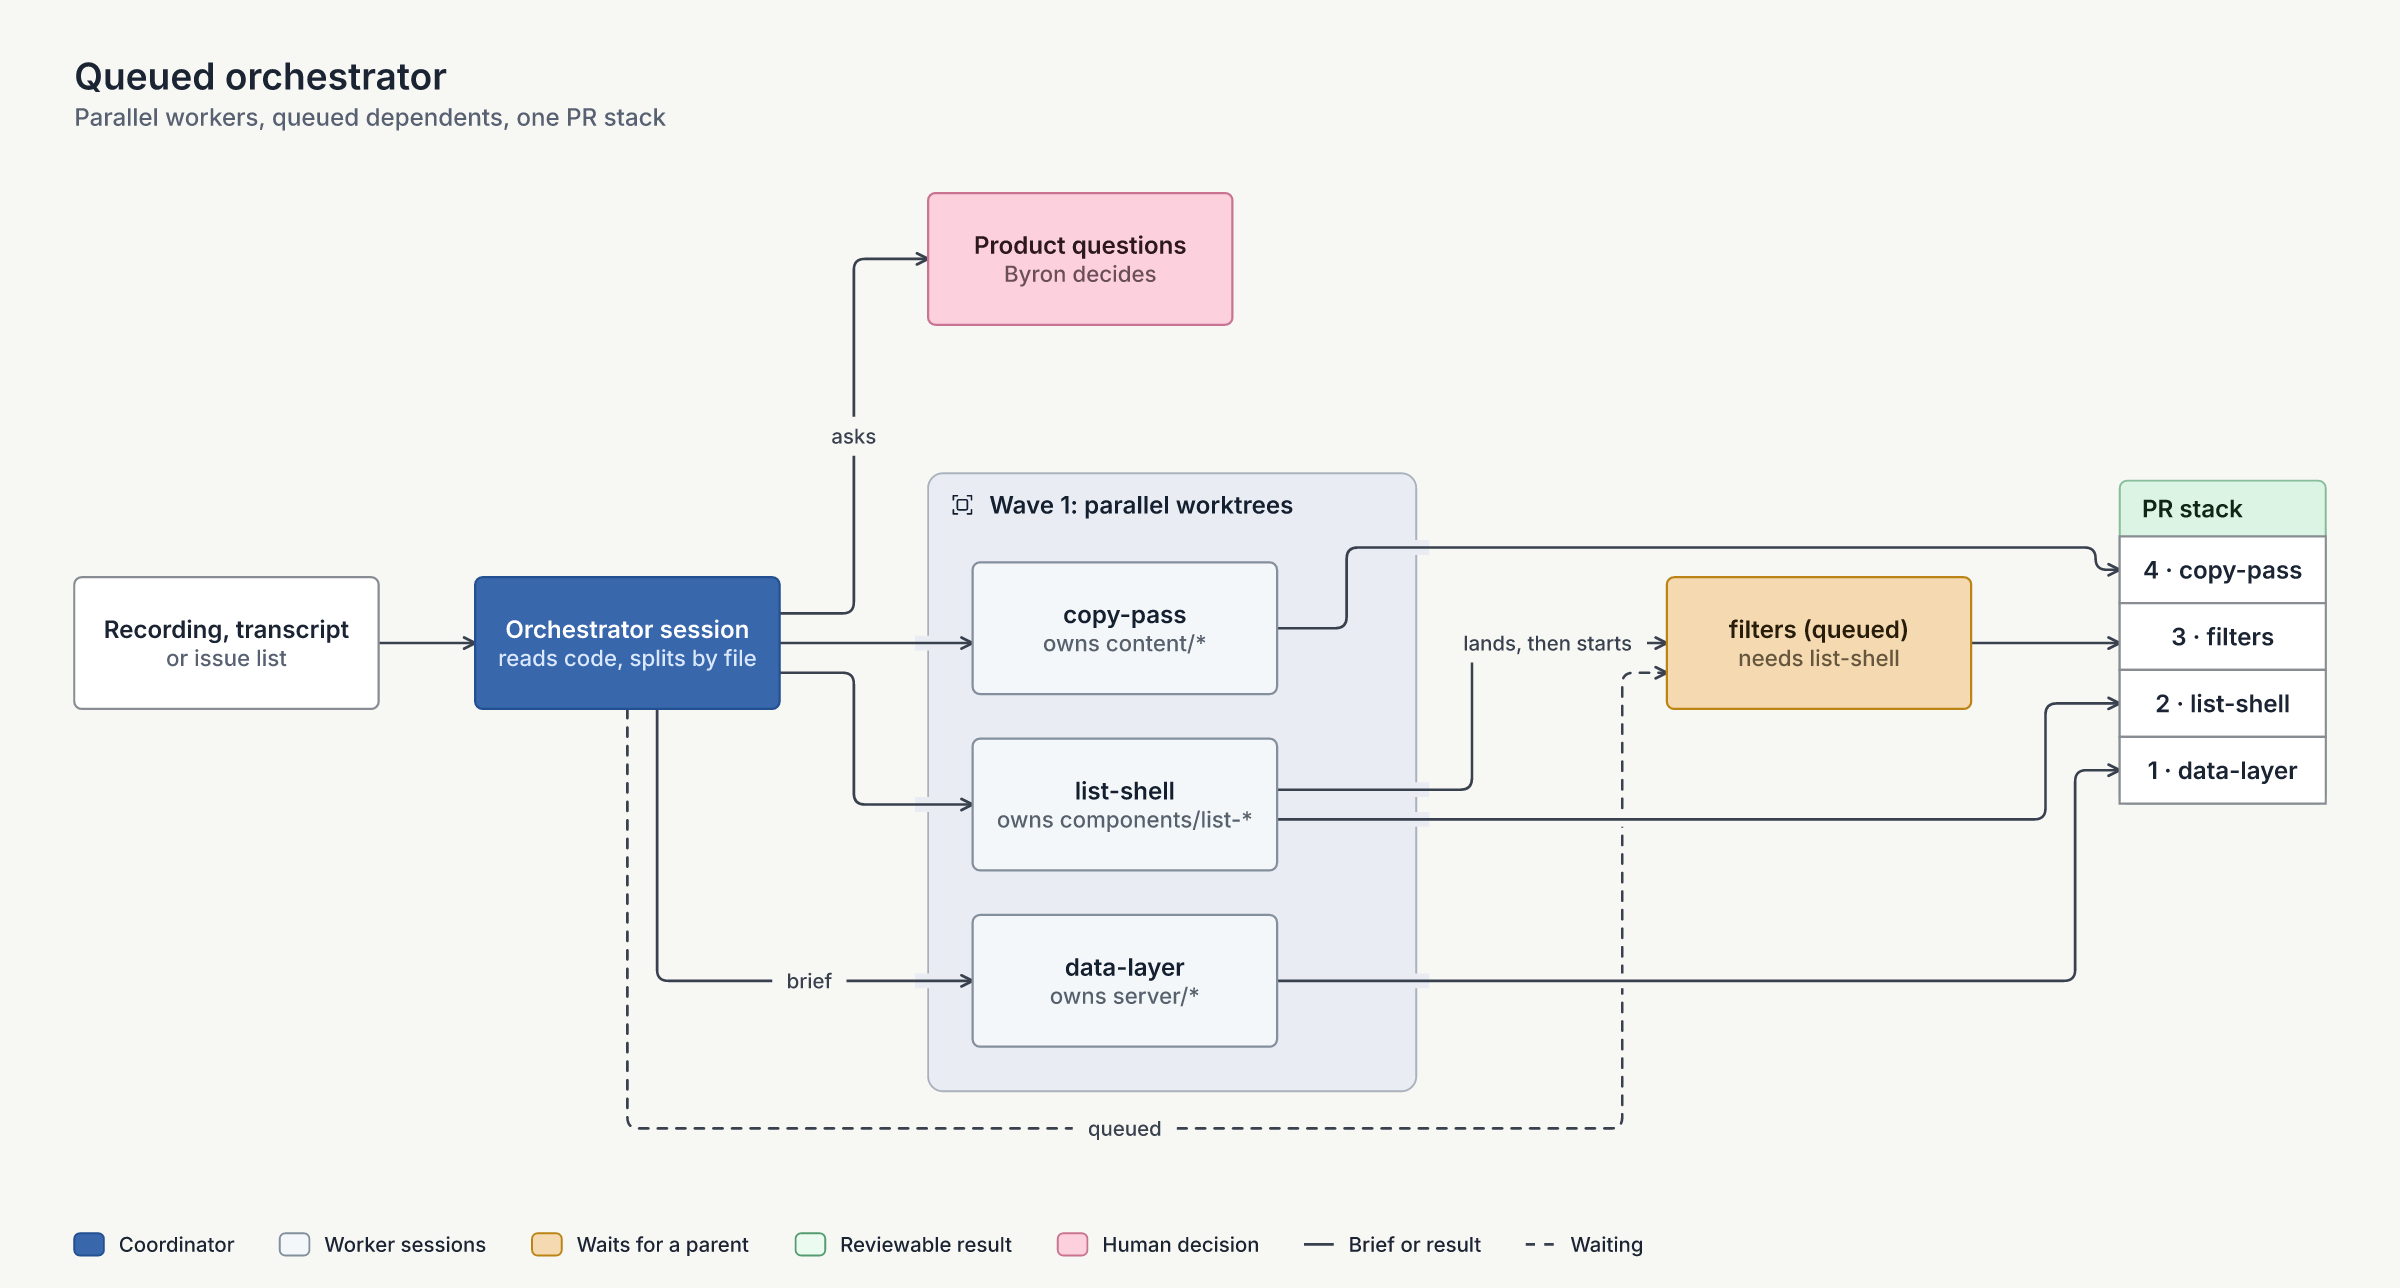 Queued orchestrator
Parallel workers, queued dependents, one PR stack
Product questions
Byron decides
asks
Wave 1: parallel worktrees
PR stack
Recording, transcript
or issue list
Orchestrator session
reads code, splits by file
copy-pass
owns content/*
lands, then starts
filters (queued)
needs list-shell
4 · copy-pass
3 · filters
2 · list-shell
1 · data-layer
list-shell
owns components/list-*
brief
data-layer
owns server/*
queued
Coordinator
Worker sessions
Waits for a parent
Reviewable result
Human decision
Brief or result
Waiting